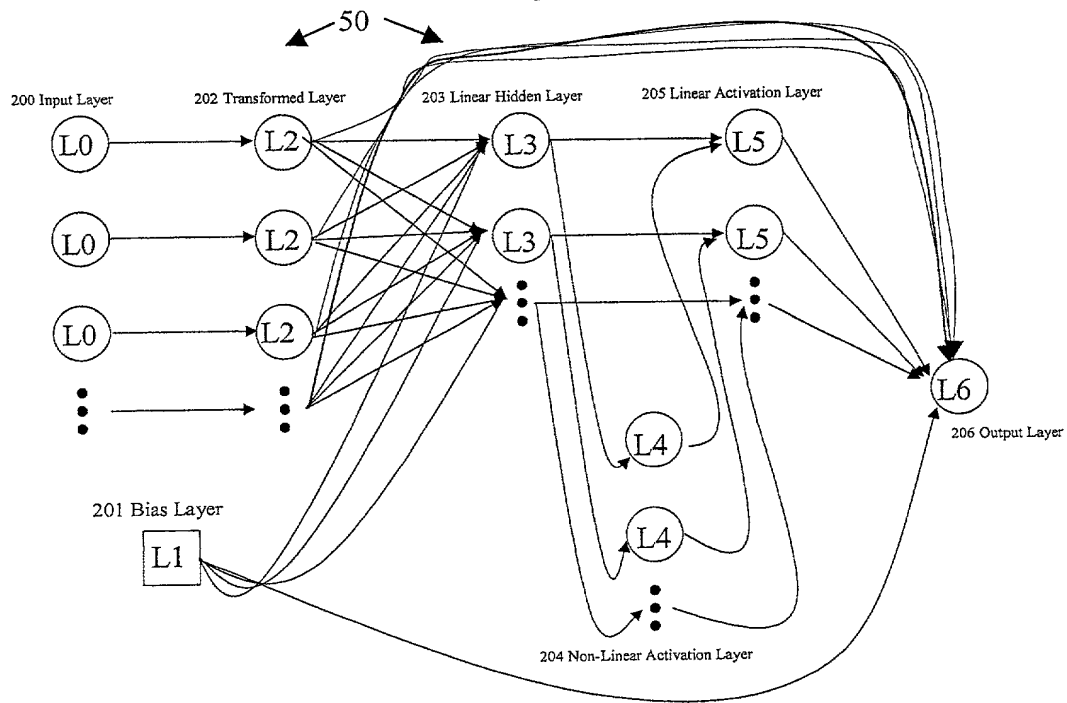 50
200 Input Layer
202 Transformed Layer
203 Linear Hidden Layer
205 Linear Activation Layer
L0
L2
L3
L5
L0
L2
L3
L5
L0
L2
L6
206 Output Layer
L4
201 Bias Layer
L1
L4
204 Non-Linear Activation Layer